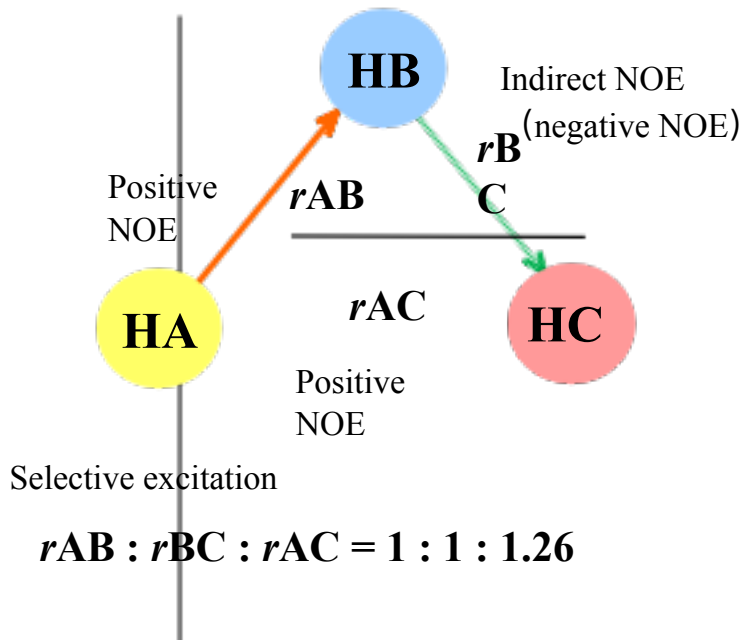 HB
Indirect NOE
(negative NOE)
rB
C
Positive
NOE
rAB
HA
rAC
HC
Positive
NOE
Selective excitation
rAB : rBC : rAC = 1 : 1 : 1.26